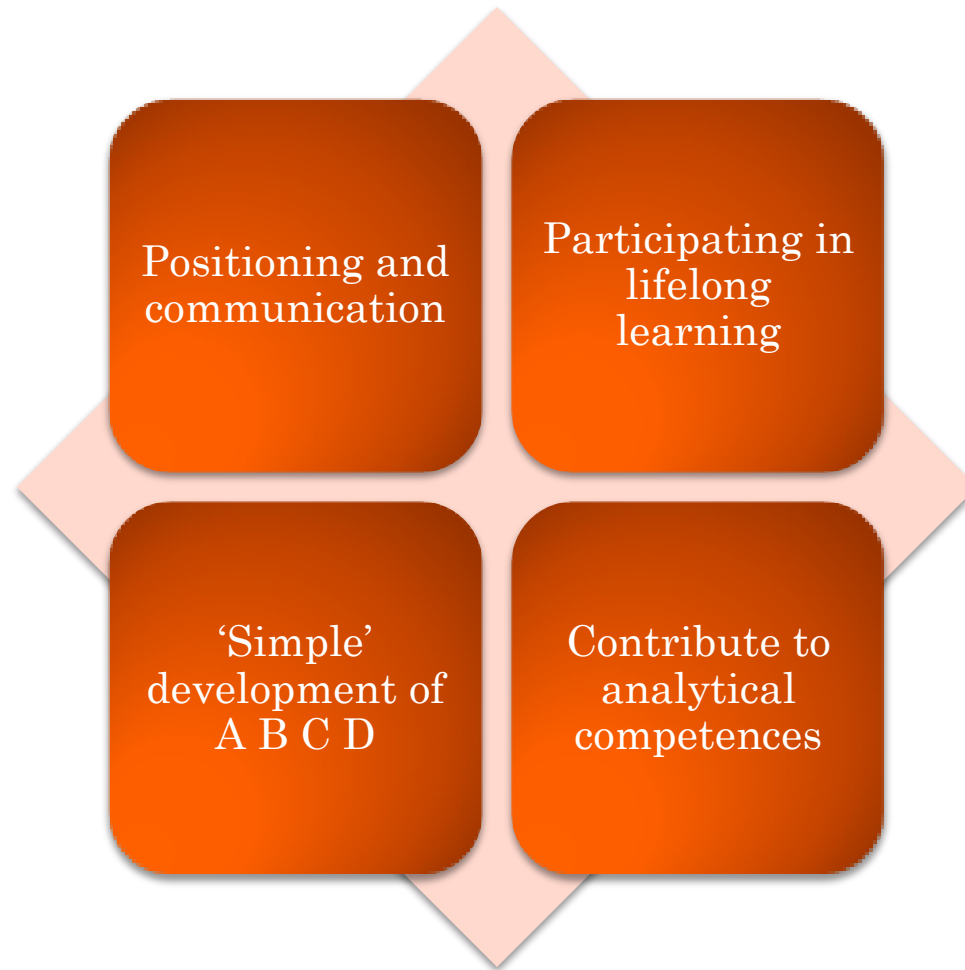 Positioning and
communication
Participating in
lifelong
learning
‘Simple’
development of
A B C D
Contribute to
analytical
competences